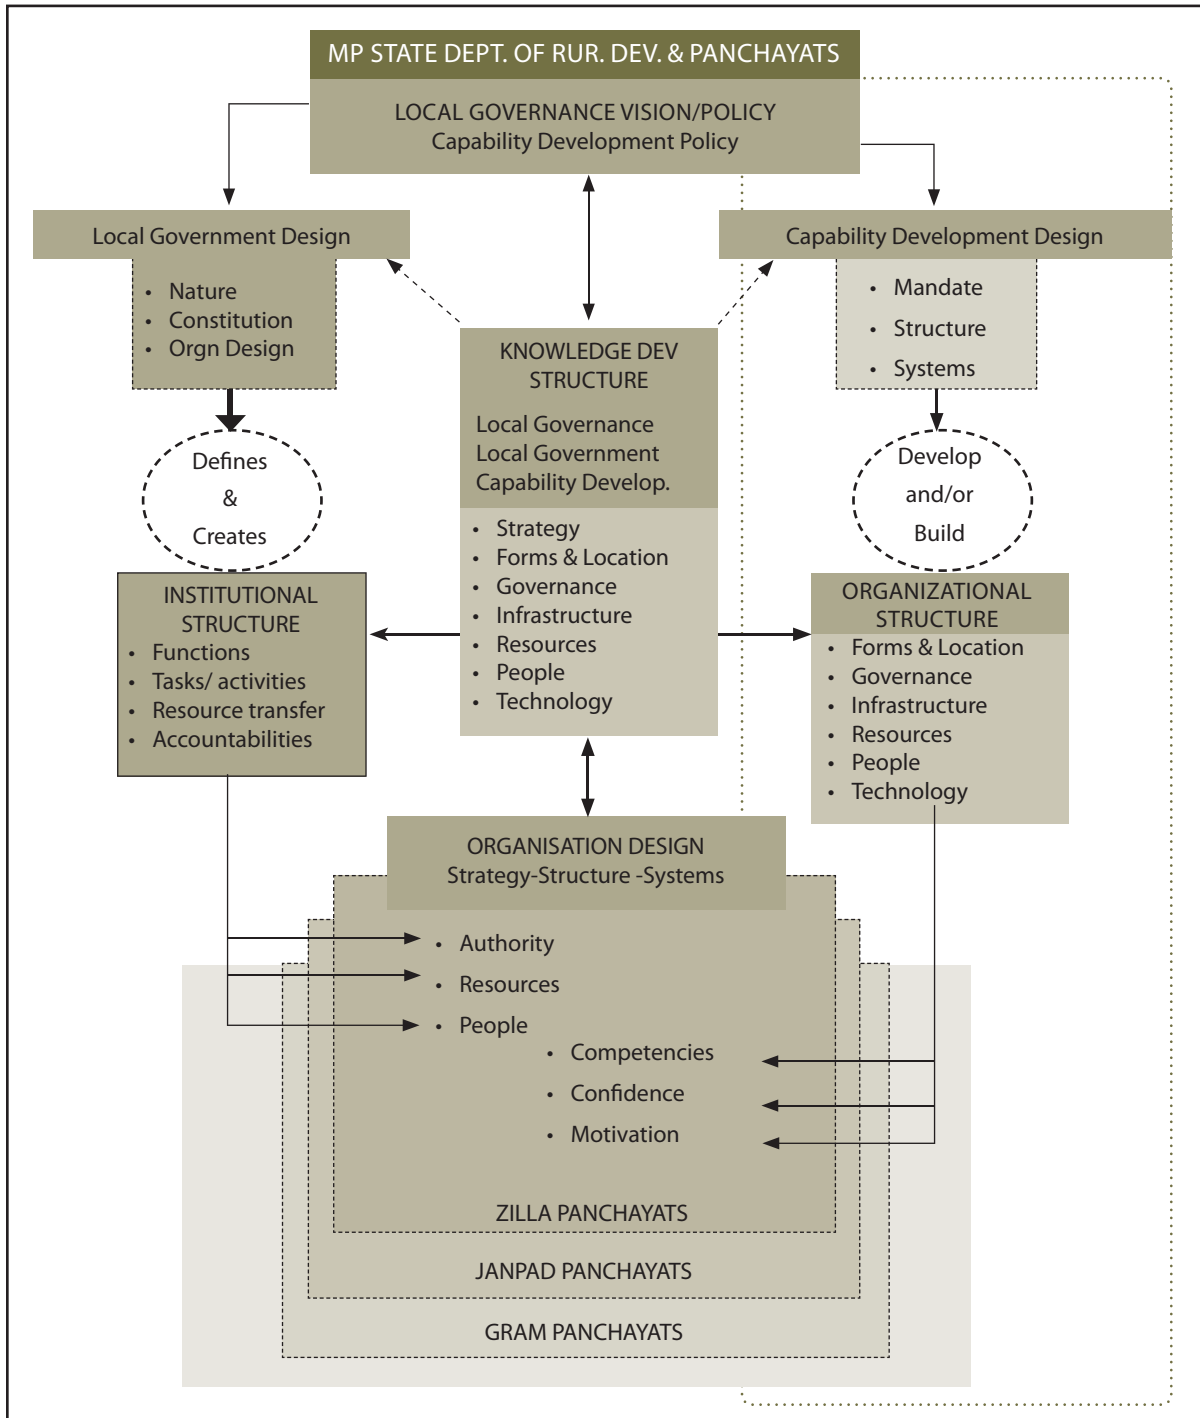 MP STATE DEPT. OF RUR. DEV. & PANCHAYATS
LOCAL GOVERNANCE VISION/POLICY
Capability Development Policy
Local Government Design
• Nature
• Constitution
• Orgn Design
Defines
&
Creates
INSTITUTIONAL
STRUCTURE
• Functions
• Tasks/ activities
• Resource transfer
• Accountabilities
KNOWLEDGE DEV
STRUCTURE
Local Governance
Local Government
Capability Develop.
• Strategy
• Forms & Location
• Governance
• Infrastructure
• Resources
• People
• Technology
Capability Development Design
• Mandate
• Structure
• Systems
Develop
and/or
Build
ORGANIZATIONAL
STRUCTURE
• Forms & Location
• Governance
• Infrastructure
• Resources
• People
• Technology
ORGANISATION DESIGN
Strategy-Structure -Systems
• Authority
• Resources
• People
• Competencies
• Confidence
• Motivation
ZILLA PANCHAYATS
JANPAD PANCHAYATS
GRAM PANCHAYATS